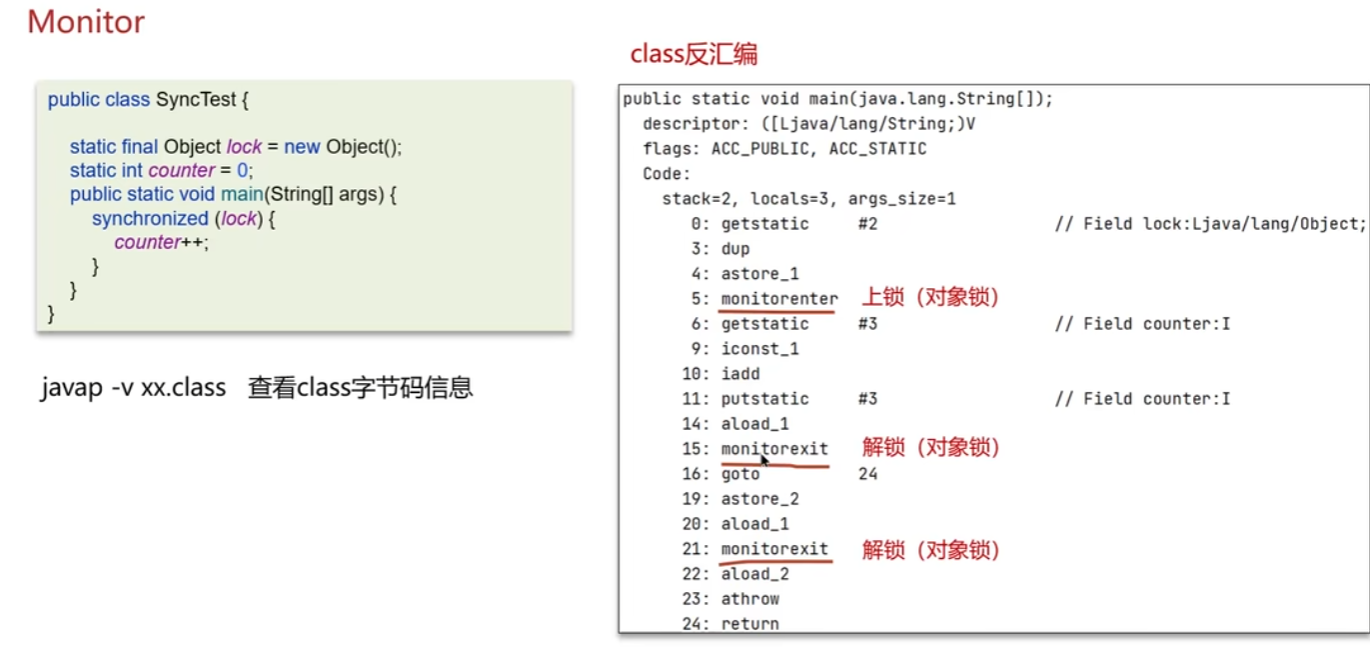 Monitor
public class SyncTest {
static final Object lock = new Object();
static int counter = 0;
public static void main(String[] args) {
synchronized (lock) {
counter++;
}
}
}
javap -v xx.class 查看class字节码信息
class反汇编
public static void main(java.lang.String[]);
descriptor: ([Ljava/lang/String;)V
flags: ACC_PUBLIC, ACC_STATIC
Code:
stack=2, locals=3, args_size=1
0: getstatic #2 // Field lock:Ljava/lang/Object;
3: dup
4: astore_1
5: monitorenter 上锁（对象锁）
6: getstatic #3 // Field counter:I
9: iconst_1
10: iadd
11: putstatic #3 // Field counter:I
14: aload_1
15: monitorexit 解锁（对象锁）
16: goto 24
19: astore_2
20: aload_1
21: monitorexit 解锁（对象锁）
22: aload_2
23: athrow
24: return